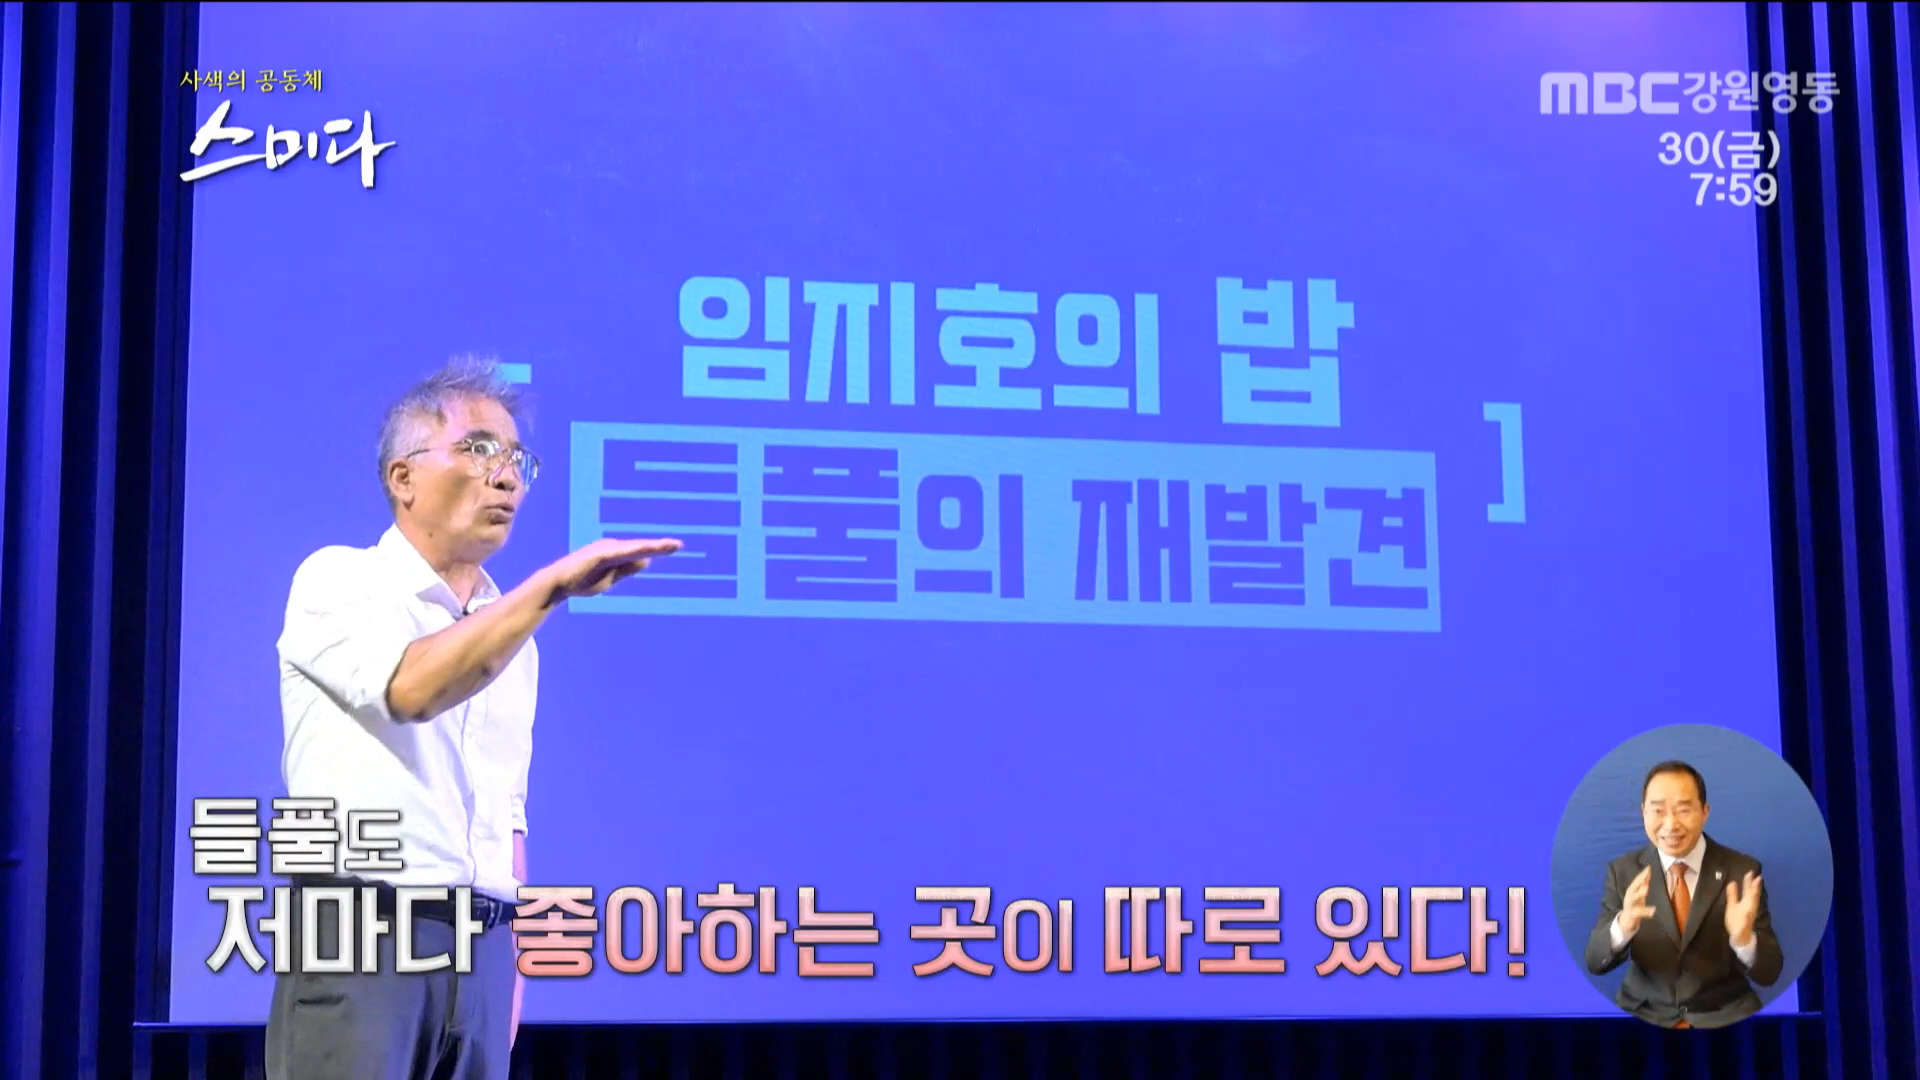 사색의 공동체
스미다
MBC강원영동
30(금)
7:59
임지호의 밥
들풀의 재발견 ]
들풀도
저마다 좋아하는 곳이 따로 있다!